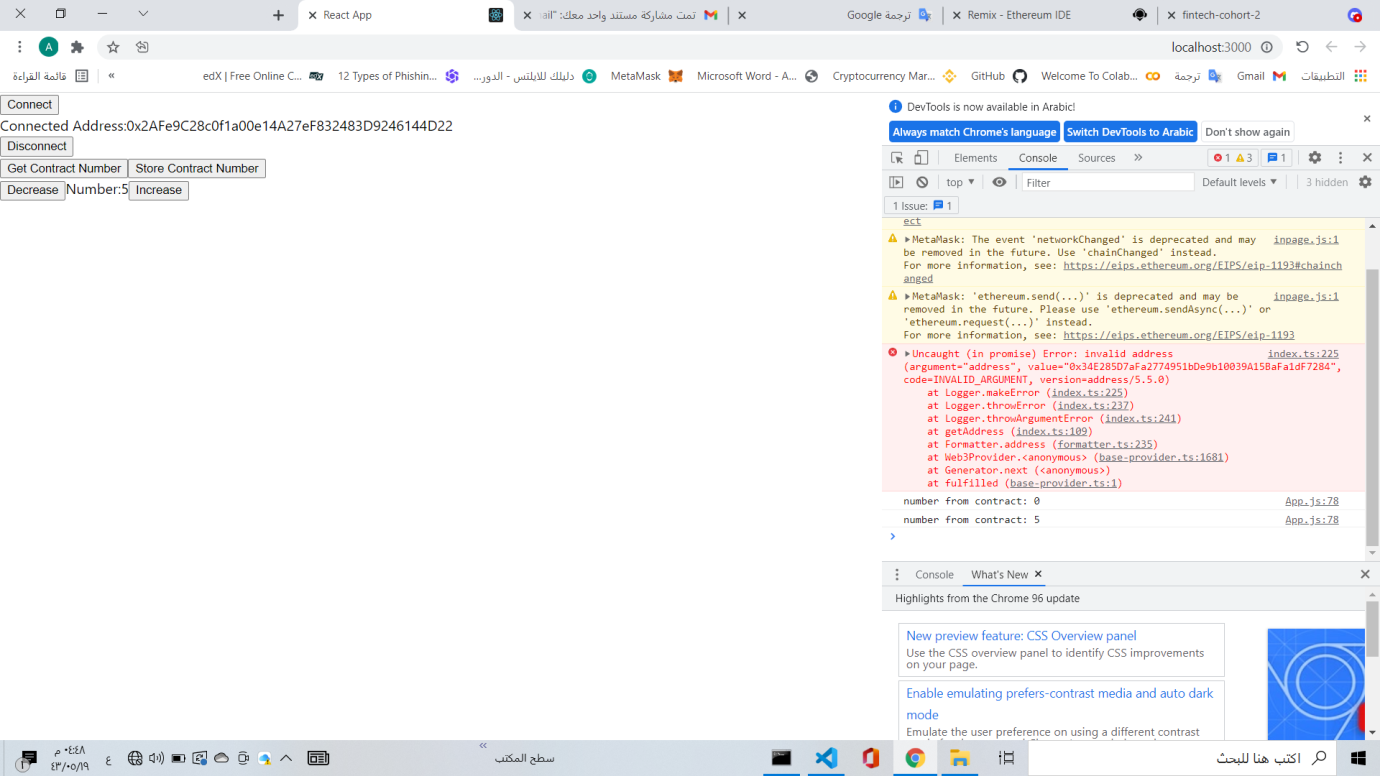 React App
تمت مشاركة مستند واحد معك: "ail
ترجمة Google
Remix - Ethereum IDE
fintech-cohort-2
A
localhost:3000
قائمة القراءة
«
edX | Free Online C...
12 Types of Phishin...
دليلك للايلتس - الدور...
MetaMask
Microsoft Word - A...
Cryptocurrency Mar...
GitHub
Welcome To Colab...
ترجمة
Gmail
التطبيقات
Connect
Connected Address:0x2AFe9C28c0f1a00e14A27eF832483D9246144D22
Disconnect
Get Contract Number Store Contract Number
Decrease Number:5 Increase
DevTools is now available in Arabic!
Always match Chrome's language Switch DevTools to Arabic Don't show again
Elements Console Sources » 1 3 1
top Filter Default levels 3 hidden
1 Issue: 1
ect
MetaMask: The event 'networkChanged' is deprecated and may inpage.js:1
be removed in the future. Use 'chainChanged' instead.
For more information, see: https://eips.ethereum.org/EIPS/eip-1193#chainch
anged
MetaMask: 'ethereum.send(...)' is deprecated and may be inpage.js:1
removed in the future. Please use 'ethereum.sendAsync(...)' or
'ethereum.request(...)' instead.
For more information, see: https://eips.ethereum.org/EIPS/eip-1193
Uncaught (in promise) Error: invalid address index.ts:225
(argument="address", value="0x34E285D7aFa2774951bDe9b10039A15BaFa1dF7284",
code=INVALID_ARGUMENT, version=address/5.5.0)
at Logger.makeError (index.ts:225)
at Logger.throwError (index.ts:237)
at Logger.throwArgumentError (index.ts:241)
at getAddress (index.ts:109)
at Formatter.address (formatter.ts:235)
at Web3Provider.<anonymous> (base-provider.ts:1681)
at Generator.next (<anonymous>)
at fulfilled (base-provider.ts:1)
number from contract: 0 App.js:78
number from contract: 5 App.js:78
Console What's New
Highlights from the Chrome 96 update
New preview feature: CSS Overview panel
Use the CSS overview panel to identify CSS improvements
on your page.
Enable emulating prefers-contrast media and auto dark
mode
Emulate the user preference on using a different contrast
٠٤:٤٨ م
٤٣/٠٥/١٩
ع
سطح المكتب
اكتب هنا للبحث